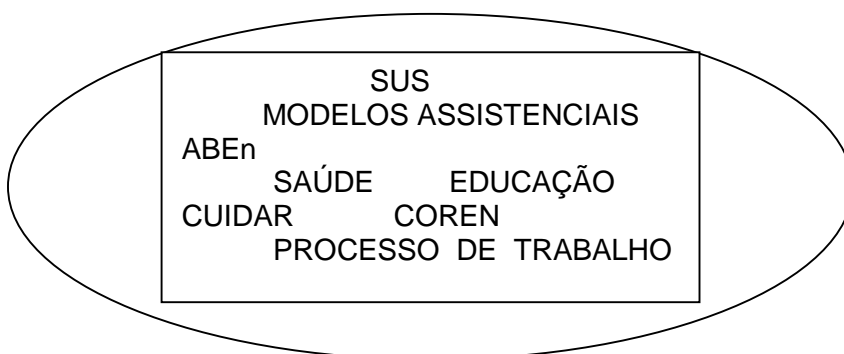 SUS
MODELOS ASSISTENCIAIS
ABEn
SAÚDE EDUCAÇÃO
CUIDAR COREN
PROCESSO DE TRABALHO